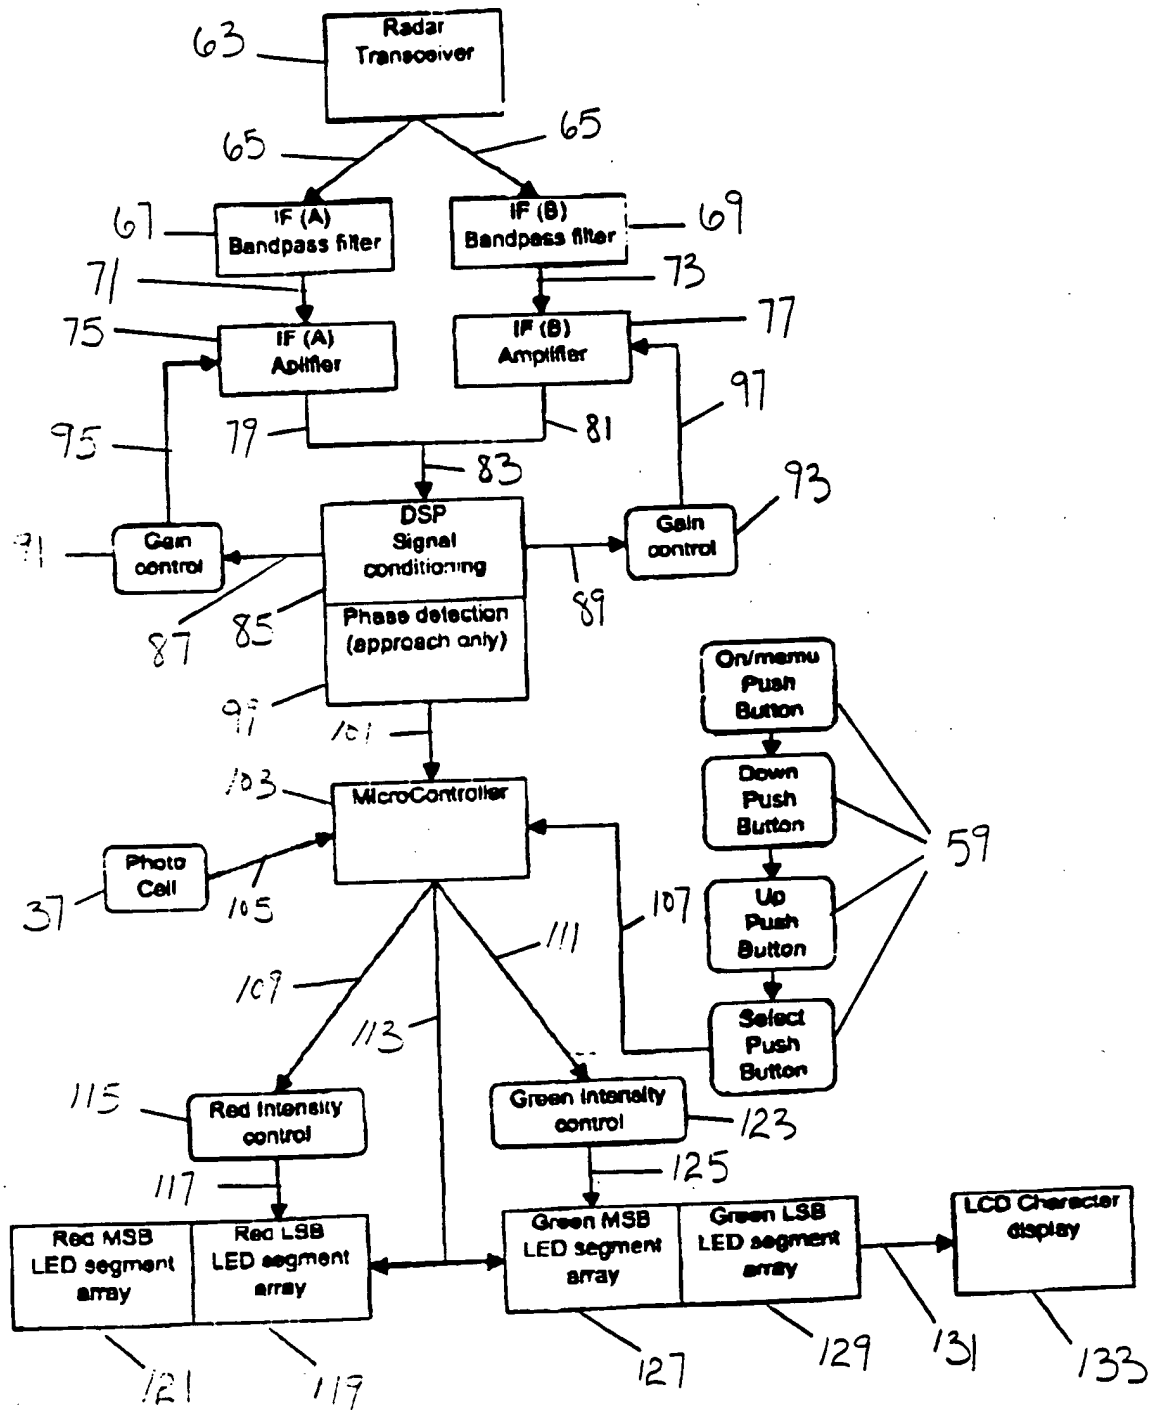 Radar
Transceiver
63
65
65
IF (A)
Bandpass filter
67
IF (B)
Bandpass filter
69
71
73
75
IF (A)
Aplifier
IF (B)
Amplifier
77
95
79
81
97
83
DSP
Signal
conditioning
Gain
control
91
Gain
control
93
87
85
89
Phase detection
(approach only)
99
101
On/memu
Push
Button
Down
Push
Button
Up
Push
Button
Select
Push
Button
59
103
MicroController
Photo
Cell
37
105
107
109
111
113
115
Red Intensity
control
Green Intensity
control
123
117
125
Red MSB
LED segment
array
Red LSB
LED segment
array
Green MSB
LED segment
array
Green LSB
LED segment
array
LCD Character
display
121
119
127
129
131
133